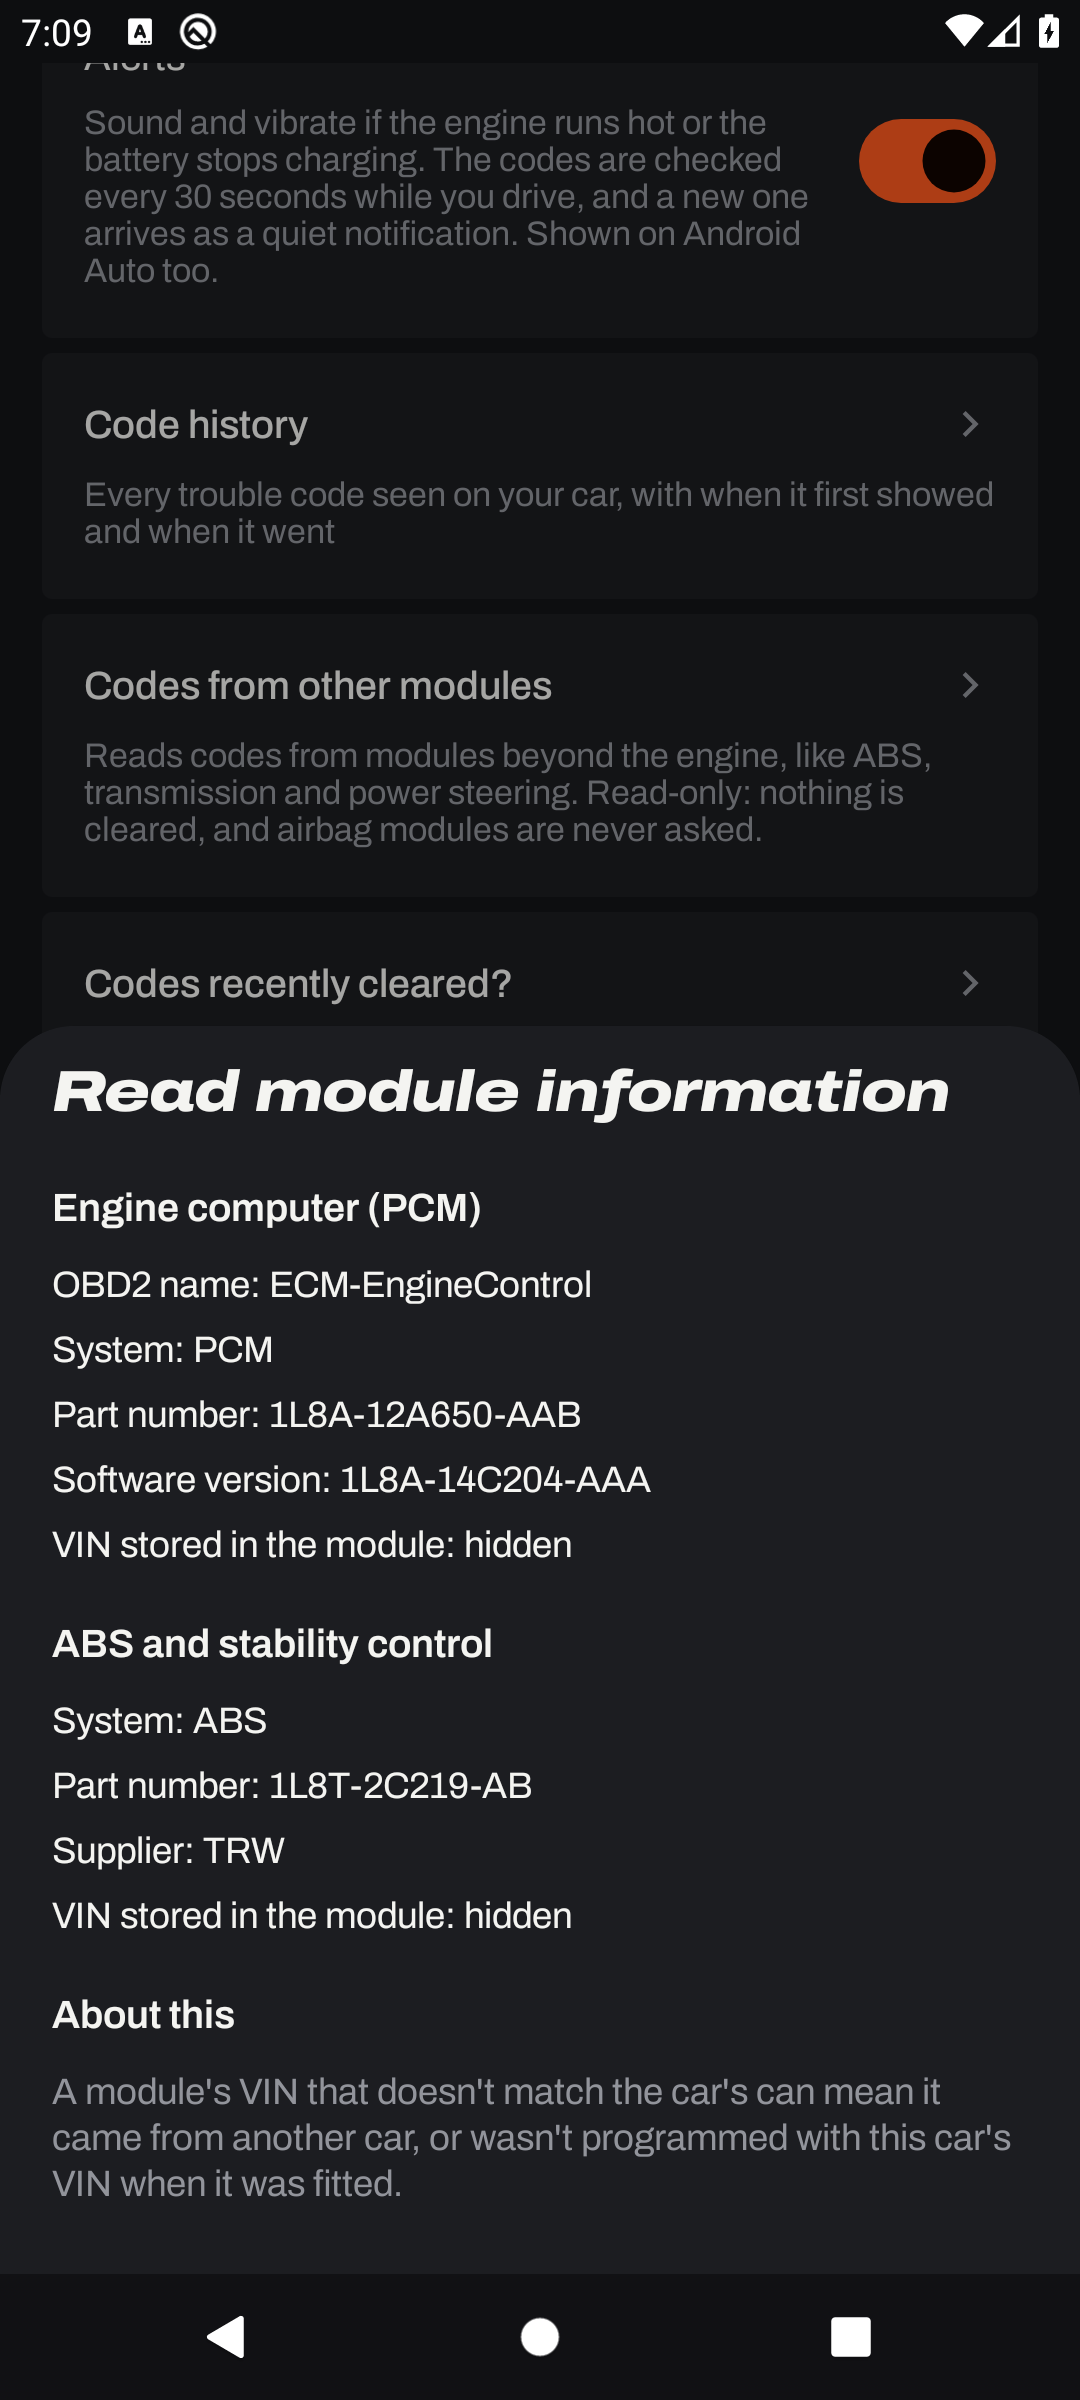 7:09
Alerts
Sound and vibrate if the engine runs hot or the
battery stops charging. The codes are checked
every 30 seconds while you drive, and a new one
arrives as a quiet notification. Shown on Android
Auto too.
Code history
Every trouble code seen on your car, with when it first showed
and when it went
Codes from other modules
Reads codes from modules beyond the engine, like ABS,
transmission and power steering. Read-only: nothing is
cleared, and airbag modules are never asked.
Codes recently cleared?
Read module information
Engine computer (PCM)
OBD2 name: ECM-EngineControl
System: PCM
Part number: 1L8A-12A650-AAB
Software version: 1L8A-14C204-AAA
VIN stored in the module: hidden
ABS and stability control
System: ABS
Part number: 1L8T-2C219-AB
Supplier: TRW
VIN stored in the module: hidden
About this
A module's VIN that doesn't match the car's can mean it
came from another car, or wasn't programmed with this car's
VIN when it was fitted.